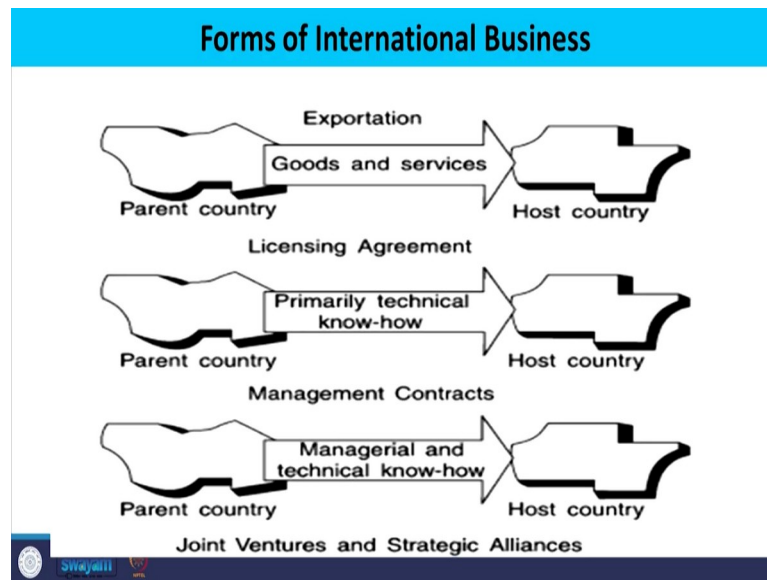 Forms of International Business
Exportation
Goods and services
Parent country
Host country
Licensing Agreement
Primarily technical
know-how
Parent country
Host country
Management Contracts
Managerial and
technical know-how
Parent country
Host country
Joint Ventures and Strategic Alliances
swayam